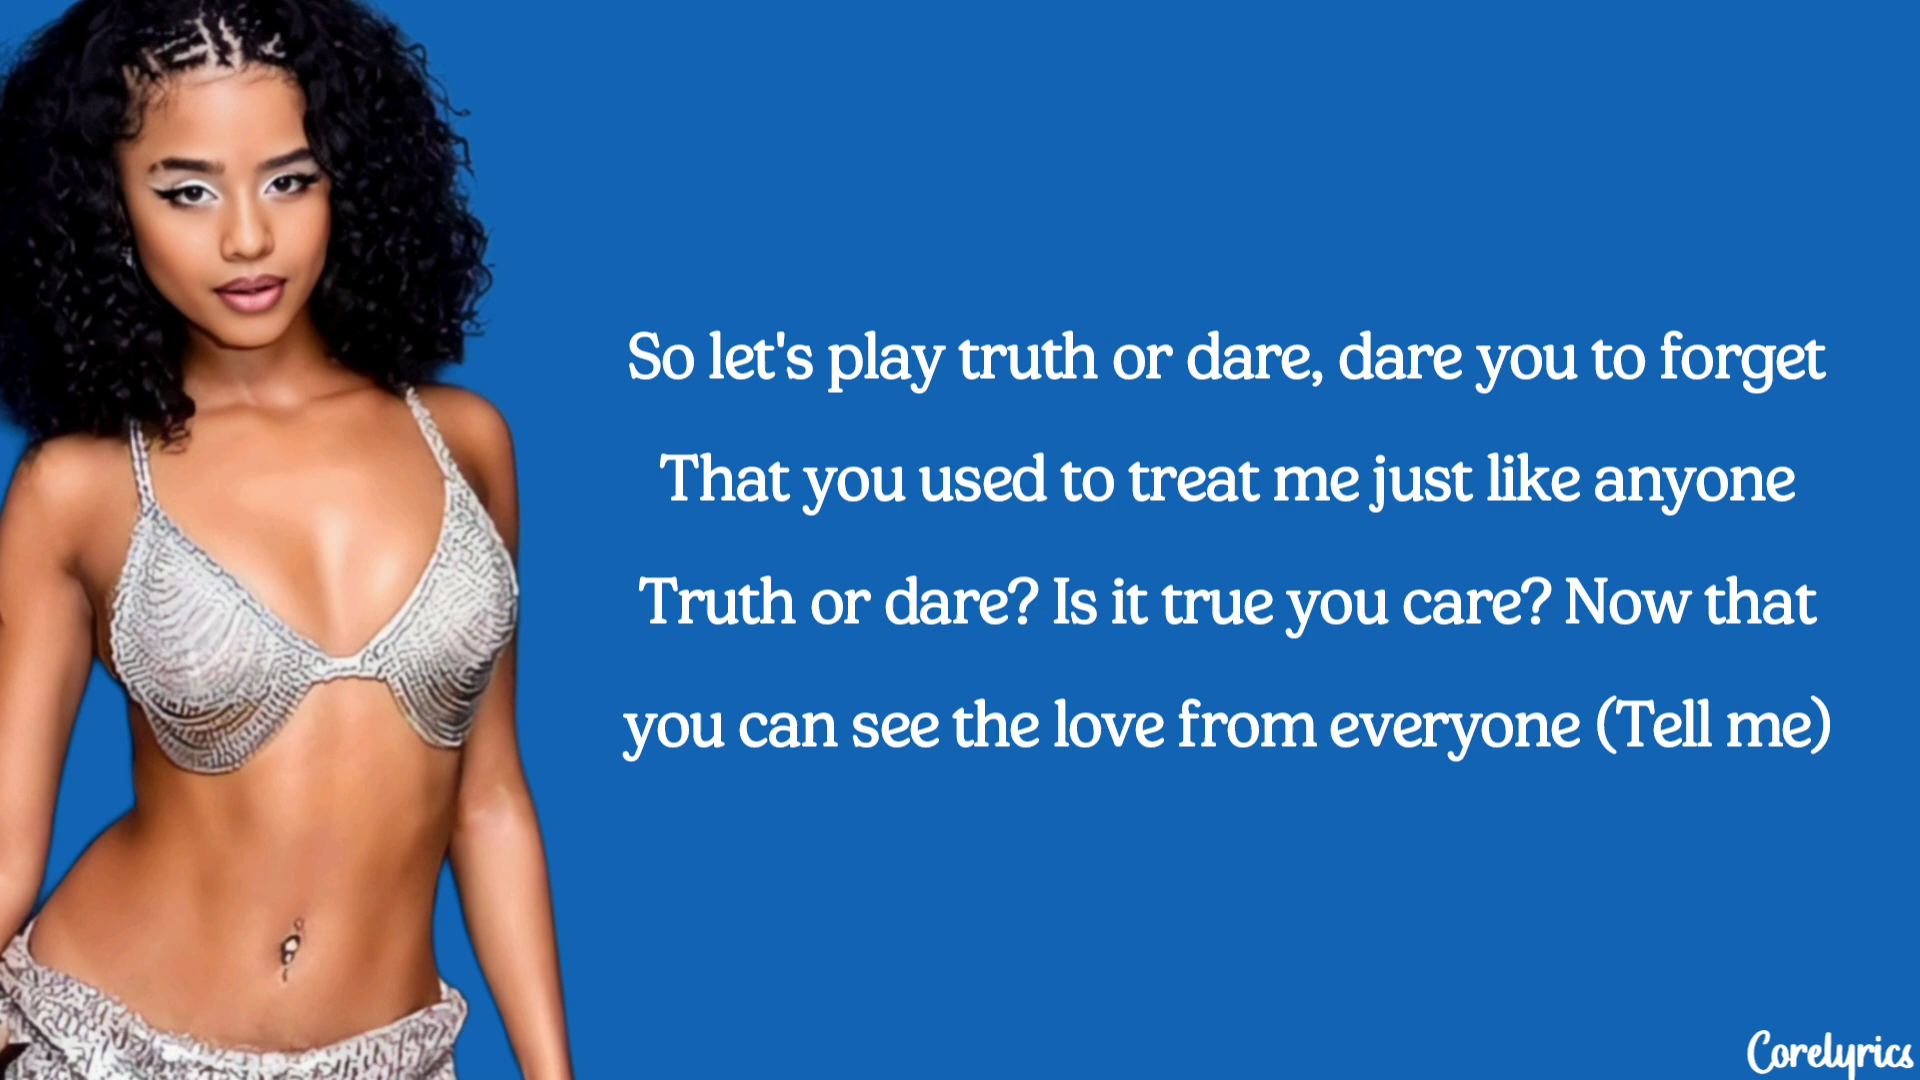 So let's play truth or dare, dare you to forget
That you used to treat me just like anyone
Truth or dare? Is it true you care? Now that
you can see the love from everyone (Tell me)
Corelyrics